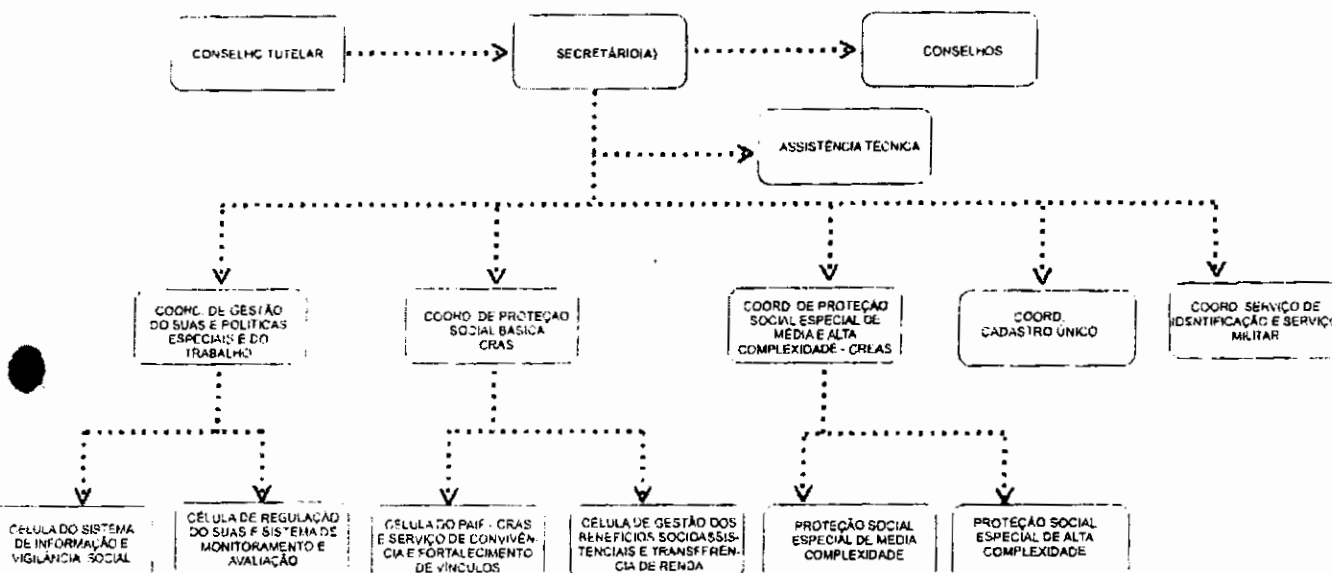 CONSELHO TUTELAR
SECRETÁRIO(A)
CONSELHOS
ASSISTÊNCIA TÉCNICA
COORD. DE GESTÃO
DO SUAS E POLÍTICAS
ESPECIAIS E DO
TRABALHO
COORD. DE PROTEÇÃO
SOCIAL BÁSICA
CRAS
COORD. DE PROTEÇÃO
SOCIAL ESPECIAL DE
MÉDIA E ALTA
COMPLEXIDADE - CREAS
COORD.
CADASTRO ÚNICO
COORD. SERVIÇO DE
IDENTIFICAÇÃO E SERVIÇO
MILITAR
CÉLULA DO SISTEMA
DE INFORMAÇÃO E
VIGILÂNCIA SOCIAL
CÉLULA DE REGULAÇÃO
DO SUAS E SISTEMA DE
MONITORAMENTO E
AVALIAÇÃO
CÉLULA DO PAIF - CRAS
E SERVIÇO DE CONVIVÊN-
CIA E FORTALECIMENTO
DE VÍNCULOS
CÉLULA DE GESTÃO DOS
BENEFÍCIOS SOCIOASSIS-
TENCIAIS E TRANSFERÊN-
CIA DE RENDA
PROTEÇÃO SOCIAL
ESPECIAL DE MÉDIA
COMPLEXIDADE
PROTEÇÃO SOCIAL
ESPECIAL DE ALTA
COMPLEXIDADE